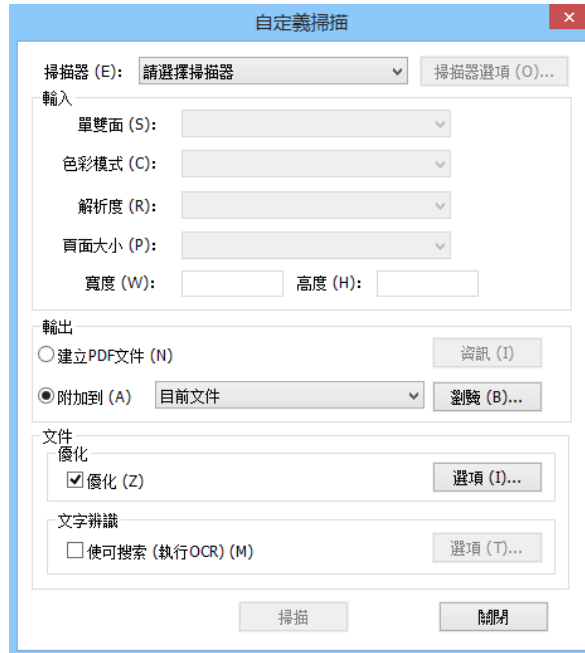 自定義掃描
掃描器 (E): 請選擇掃描器 掃描器選項 (O)...
輸入
單雙面 (S):
色彩模式 (C):
解析度 (R):
頁面大小 (P):
寬度 (W): 高度 (H):
輸出
建立PDF文件 (N) 資訊 (I)
附加到 (A) 目前文件 瀏覽 (B)...
文件
優化
優化 (Z) 選項 (I)...
文字辨識
使可搜索 (執行OCR) (M) 選項 (T)...
掃描 關閉